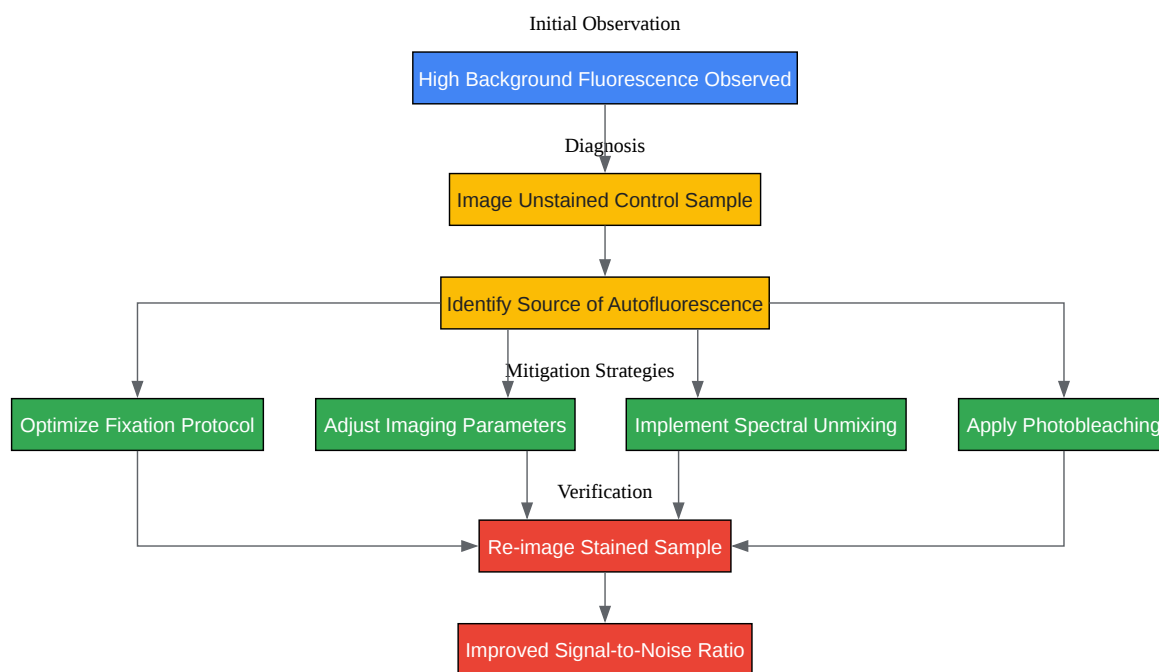 Initial Observation
High Background Fluorescence Observed
Diagnosis
Image Unstained Control Sample
Identify Source of Autofluorescence
Mitigation Strategies
Optimize Fixation Protocol
Adjust Imaging Parameters
Implement Spectral Unmixing
Apply Photobleaching
Verification
Re-image Stained Sample
Improved Signal-to-Noise Ratio